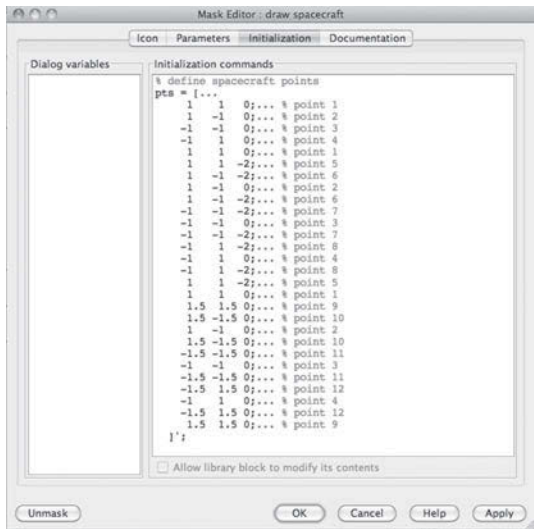 Mask Editor : draw spacecraft
Icon Parameters Initialization Documentation
Dialog variables
Initialization commands
% define spacecraft points
pts = [...
1 1 0;... % point 1
1 -1 0;... % point 2
-1 -1 0;... % point 3
-1 1 0;... % point 4
1 1 0;... % point 1
1 1 -2;... % point 5
1 -1 -2;... % point 6
1 -1 0;... % point 2
1 -1 -2;... % point 6
-1 -1 -2;... % point 7
-1 -1 0;... % point 3
-1 -1 -2;... % point 7
-1 1 -2;... % point 8
-1 1 0;... % point 4
-1 1 -2;... % point 8
1 1 -2;... % point 5
1 1 0;... % point 1
1.5 1.5 0;... % point 9
1.5 -1.5 0;... % point 10
1 -1 0;... % point 2
1.5 -1.5 0;... % point 10
-1.5 -1.5 0;... % point 11
-1 -1 0;... % point 3
-1.5 -1.5 0;... % point 11
-1.5 1.5 0;... % point 12
-1 1 0;... % point 4
-1.5 1.5 0;... % point 12
1.5 1.5 0;... % point 9
]';
Allow library block to modify its contents
Unmask OK Cancel Help Apply